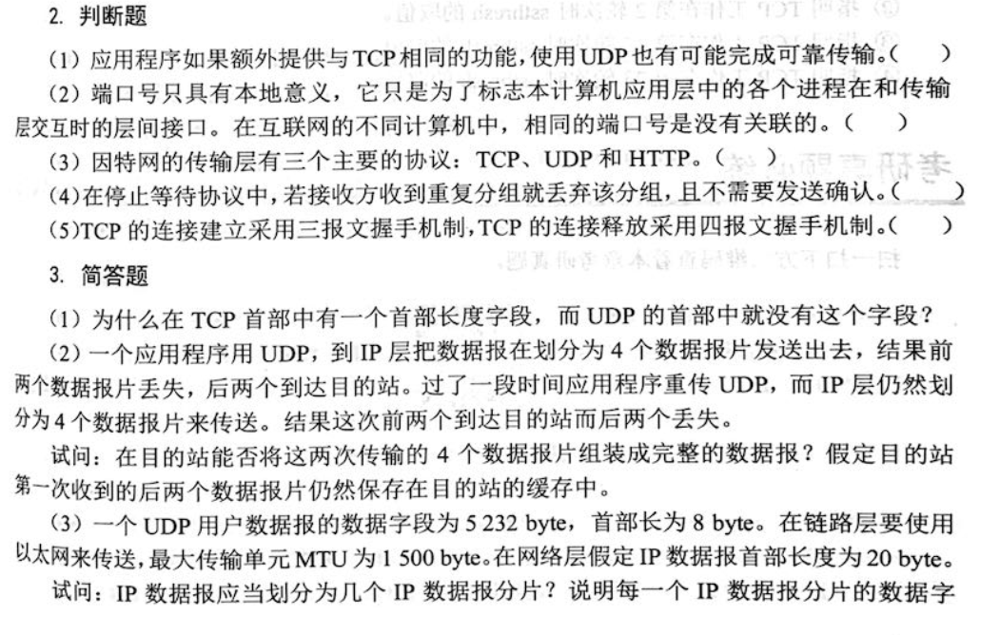 2. 判断题
(1) 应用程序如果额外提供与TCP相同的功能,使用UDP也有可能完成可靠传输。( )
(2) 端口号只具有本地意义，它只是为了标志本计算机应用层中的各个进程在和传输
层交互时的层间接口。在互联网的不同计算机中，相同的端口号是没有关联的。( )
(3) 因特网的传输层有三个主要的协议：TCP、UDP 和 HTTP。( )
(4)在停止等待协议中,若接收方收到重复分组就丢弃该分组,且不需要发送确认。( )
(5)TCP 的连接建立采用三报文握手机制,TCP 的连接释放采用四报文握手机制。( )
3. 简答题
(1) 为什么在 TCP 首部中有一个首部长度字段，而 UDP 的首部中就没有这个字段？
(2) 一个应用程序用 UDP，到 IP 层把数据报在划分为 4 个数据报片发送出去，结果前
两个数据报片丢失，后两个到达目的站。过了一段时间应用程序重传 UDP，而 IP 层仍然划
分为 4 个数据报片来传送。结果这次前两个到达目的站而后两个丢失。
试问：在目的站能否将这两次传输的 4 个数据报片组装成完整的数据报？假定目的站
第一次收到的后两个数据报片仍然保存在目的站的缓存中。
(3) 一个 UDP 用户数据报的数据字段为 5 232 byte，首部长为 8 byte。在链路层要使用
以太网来传送,最大传输单元 MTU 为 1 500 byte。在网络层假定 IP 数据报首部长度为 20 byte。
试问：IP 数据报应当划分为几个 IP 数据报分片？说明每一个 IP 数据报分片的数据字